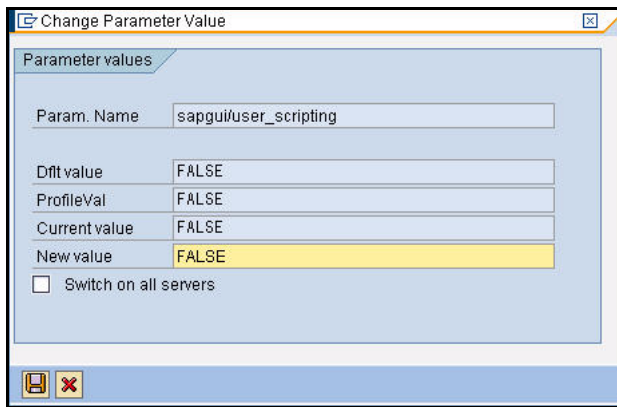 Change Parameter Value
Parameter values
Param. Name sapgui/user_scripting
Dflt value FALSE
ProfileVal FALSE
Current value FALSE
New value FALSE
Switch on all servers